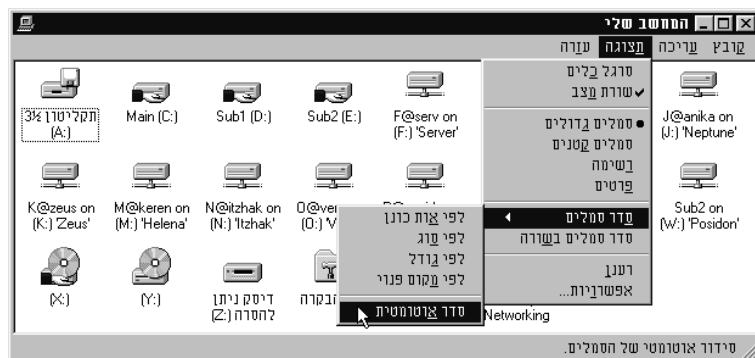 המחשב שלי
קובץ עריכה תצוגה עזרה
סרגל כלים
שורת מצב
סמלים גדולים
סמלים קטנים
רשימה
פרטים
סדר סמלים
סדר סמלים בשורה
רענן
אפשרויות...
לפי אות כונן
לפי סוג
לפי גודל
לפי מקום פנוי
סדר אוטומטית
תקליטון 3½
(A:)
Main (C:)
Sub1 (D:)
Sub2 (E:)
F@serv on
(F:) 'Server'
J@anika on
(J:) 'Neptune'
K@zeus on
(K:) 'Zeus'
M@keren on
(M:) 'Helena'
N@itzhak on
(N:) 'Itzhak'
(O:)
Sub2 on
(W:) 'Posidon'
(X:)
(Y:)
דיסק ניתן
להסרה (Z:)
Networking
סידור אוטומטי של הסמלים.